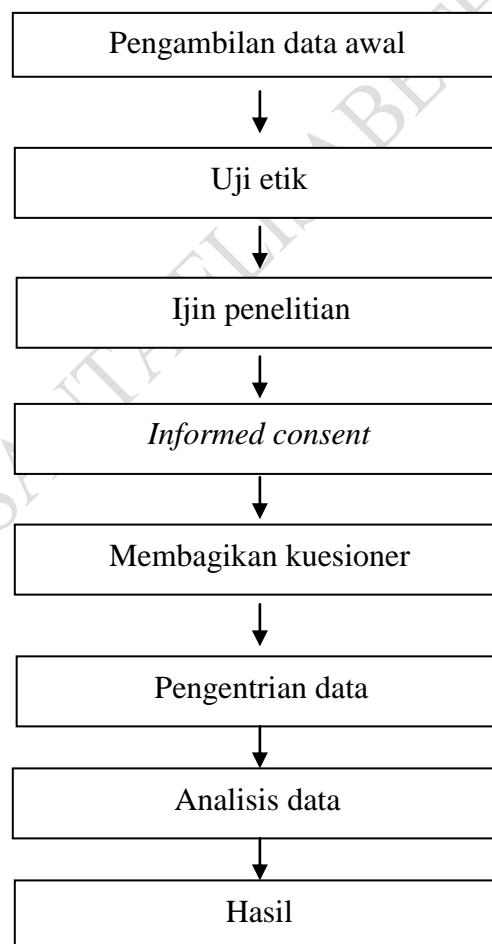 Pengambilan data awal
Uji etik
Ijin penelitian
Informed consent
Membagikan kuesioner
Pengentrian data
Analisis data
Hasil